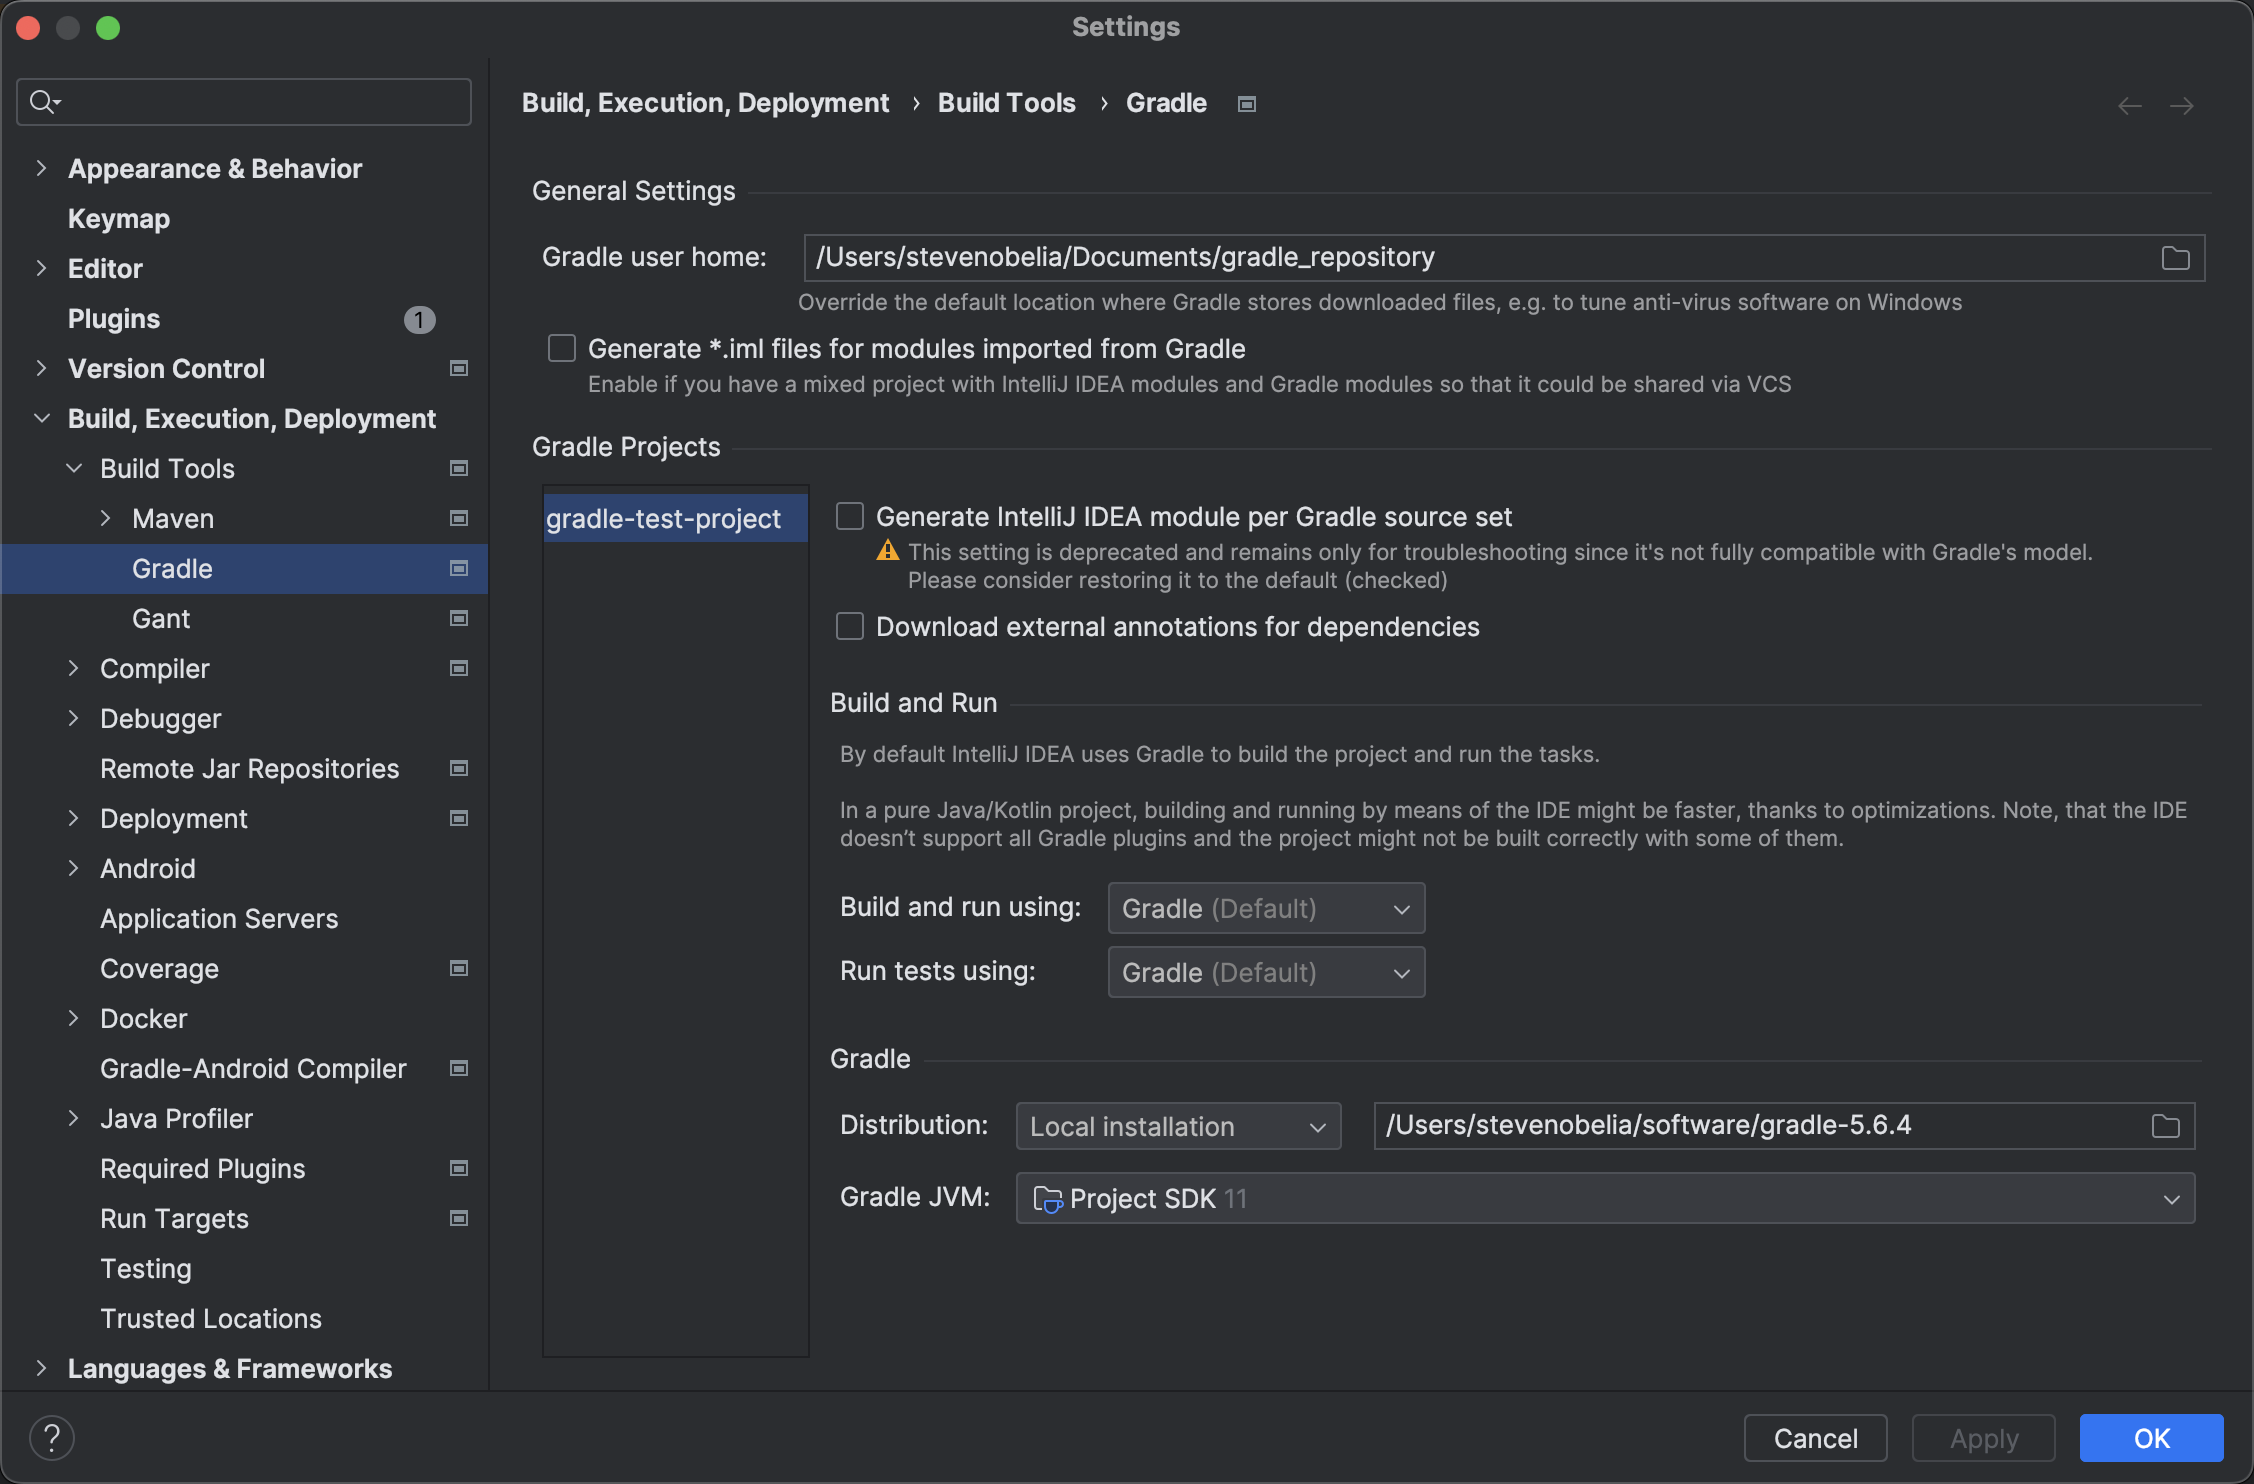 Settings
Appearance & Behavior
Keymap
Editor
Plugins 1
Version Control
Build, Execution, Deployment
Build Tools
Maven
Gradle
Gant
Compiler
Debugger
Remote Jar Repositories
Deployment
Android
Application Servers
Coverage
Docker
Gradle-Android Compiler
Java Profiler
Required Plugins
Run Targets
Testing
Trusted Locations
Languages & Frameworks
Build, Execution, Deployment › Build Tools › Gradle
General Settings
Gradle user home: /Users/stevenobelia/Documents/gradle_repository
Override the default location where Gradle stores downloaded files, e.g. to tune anti-virus software on Windows
Generate *.iml files for modules imported from Gradle
Enable if you have a mixed project with IntelliJ IDEA modules and Gradle modules so that it could be shared via VCS
Gradle Projects
gradle-test-project
Generate IntelliJ IDEA module per Gradle source set
This setting is deprecated and remains only for troubleshooting since it's not fully compatible with Gradle's model.
Please consider restoring it to the default (checked)
Download external annotations for dependencies
Build and Run
By default IntelliJ IDEA uses Gradle to build the project and run the tasks.
In a pure Java/Kotlin project, building and running by means of the IDE might be faster, thanks to optimizations. Note, that the IDE
doesn’t support all Gradle plugins and the project might not be built correctly with some of them.
Build and run using: Gradle (Default)
Run tests using: Gradle (Default)
Gradle
Distribution: Local installation /Users/stevenobelia/software/gradle-5.6.4
Gradle JVM: Project SDK 11
? Cancel Apply OK